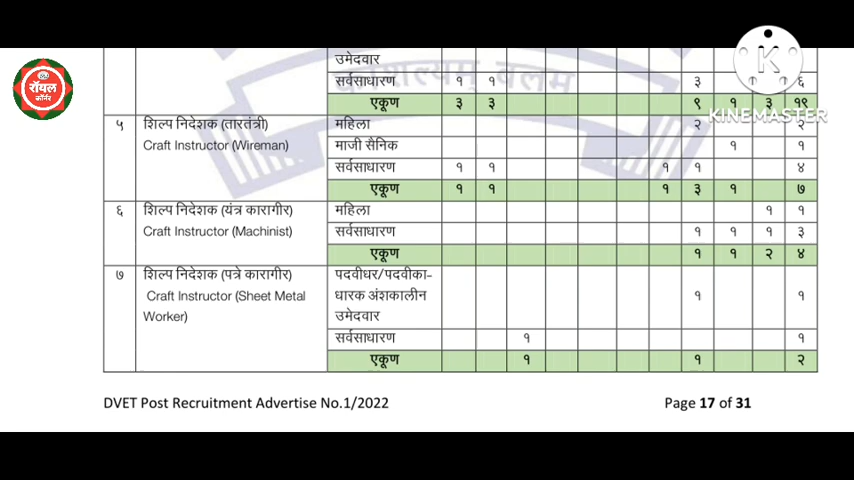 रॉयल
कॉर्नर
K
KINEMASTER
उमेदवार
सर्वसाधारण १ १ ३ १ १ ६
एकूण ३ ३ ९ १ ३ १९
५ शिल्प निदेशक (तारतंत्री) महिला २ २
Craft Instructor (Wireman) माजी सैनिक १ १
सर्वसाधारण १ १ १ १ ४
एकूण १ १ १ ३ १ ७
६ शिल्प निदेशक (यंत्र कारागीर) महिला १ १
Craft Instructor (Machinist) सर्वसाधारण १ १ १ ३
एकूण १ १ २ ४
७ शिल्प निदेशक (पत्रे कारागीर) पदवीधर/पदवीका-
Craft Instructor (Sheet Metal धारक अंशकालीन १ १
Worker) उमेदवार
सर्वसाधारण १ १
एकूण १ १ २
DVET Post Recruitment Advertise No.1/2022 Page 17 of 31